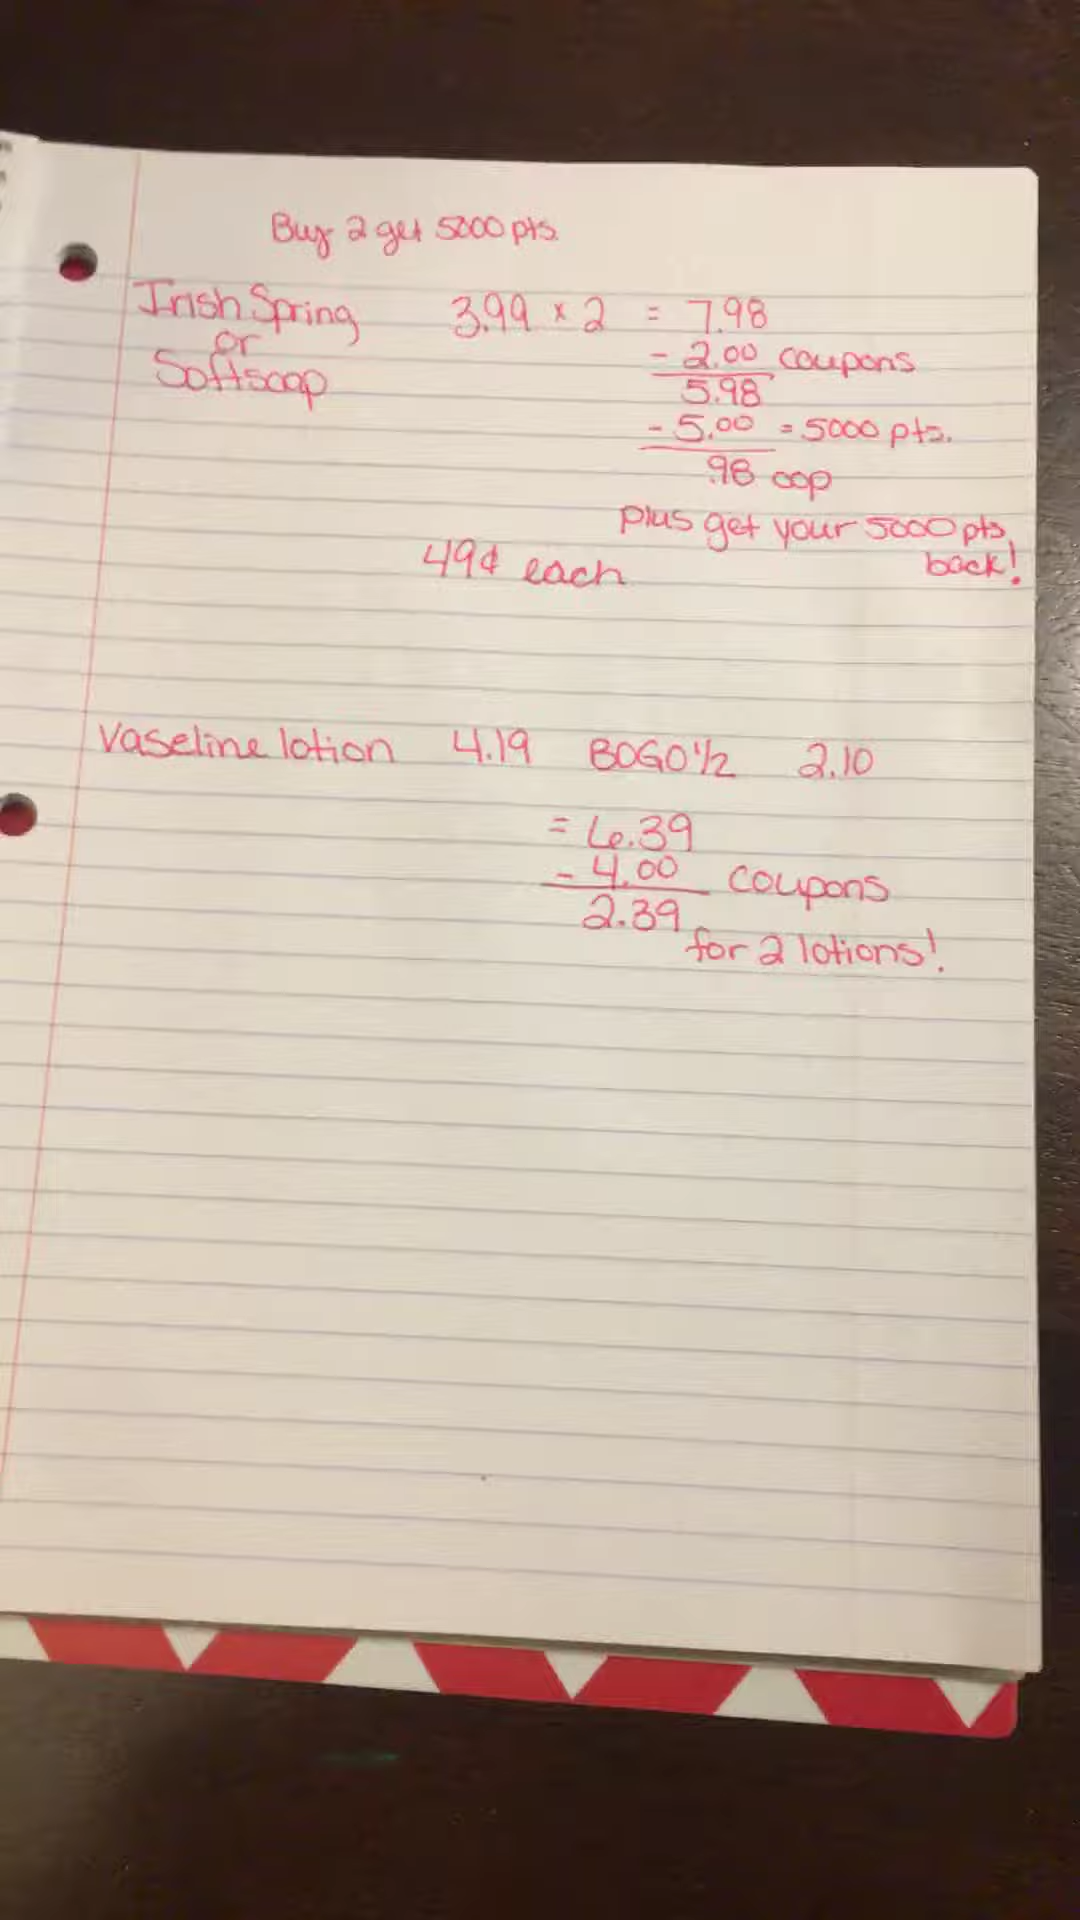 Buy 2 get 5000 pts.
Irish Spring 3.99 x 2 = 7.98
or
Softsoap
- 2.00 coupons
5.98
- 5.00 = 5000 pts.
.98 oop
plus get your 5000 pts
back!
49¢ each
Vaseline lotion 4.19 BOGO 1/2 2.10
= 6.39
- 4.00 coupons
2.39
for 2 lotions!